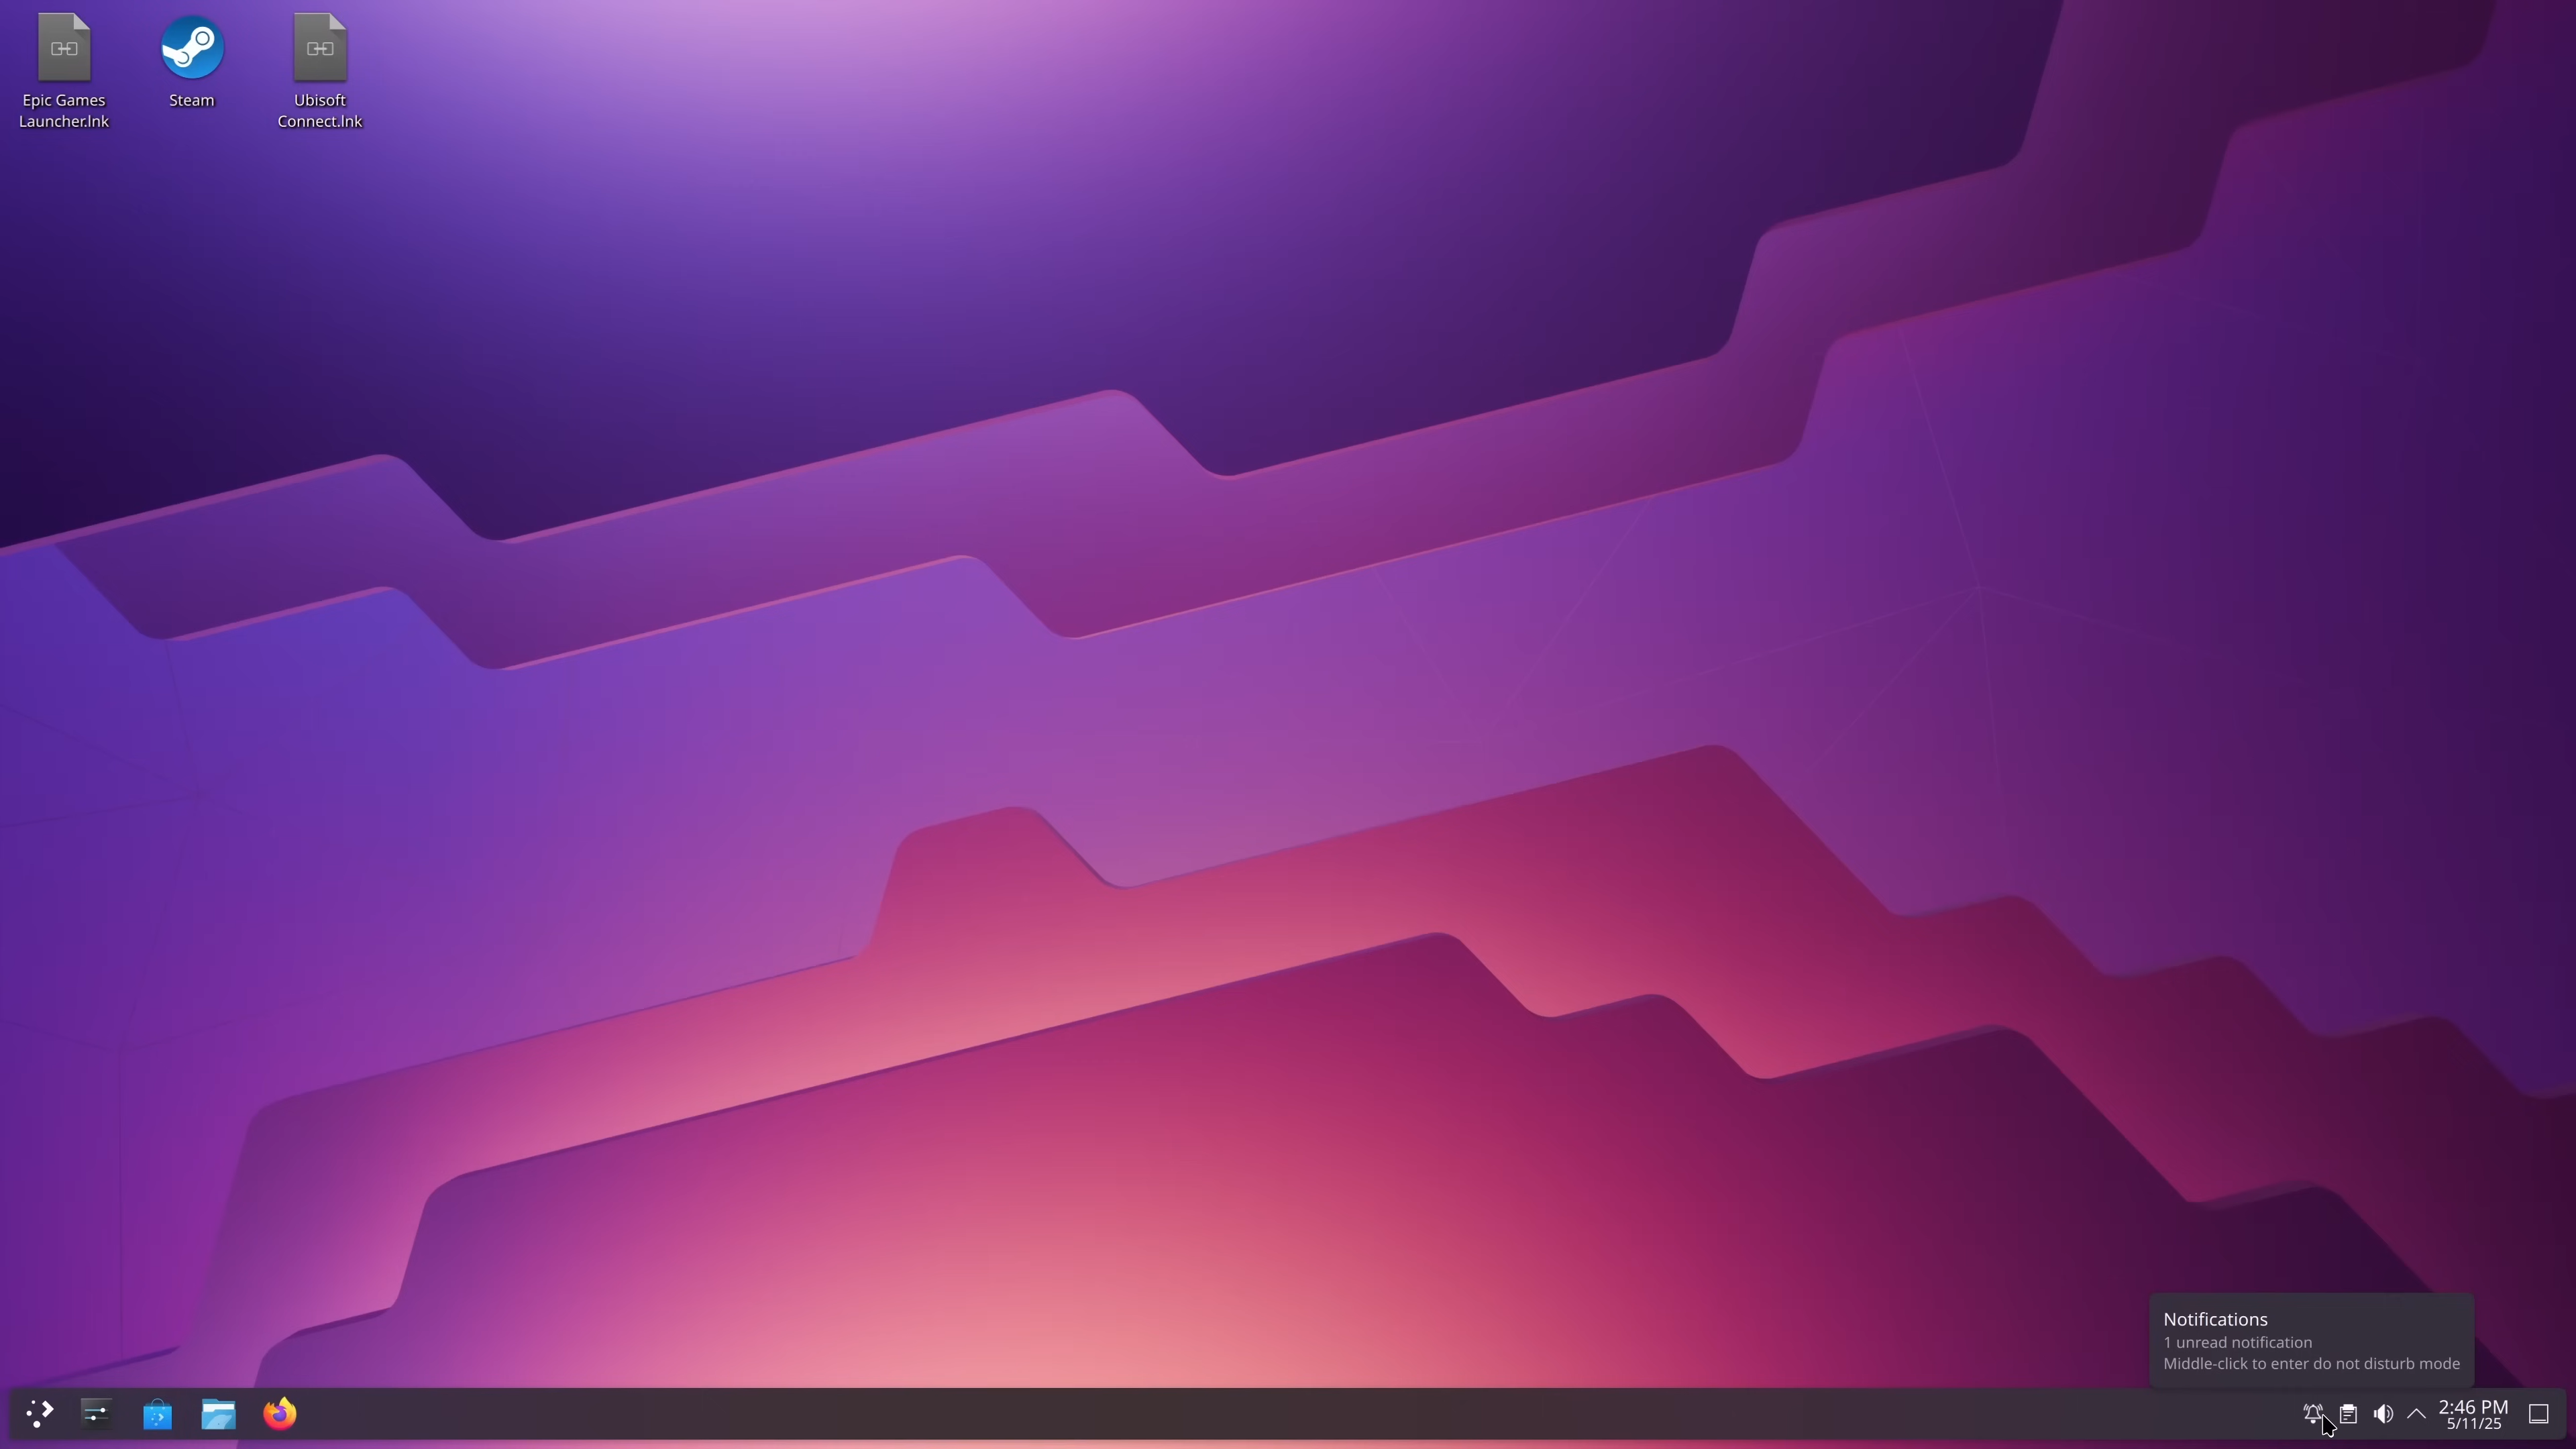 Epic Games
Launcher.lnk
Steam
Ubisoft
Connect.lnk
Notifications
1 unread notification
Middle-click to enter do not disturb mode
2:46 PM
5/11/25